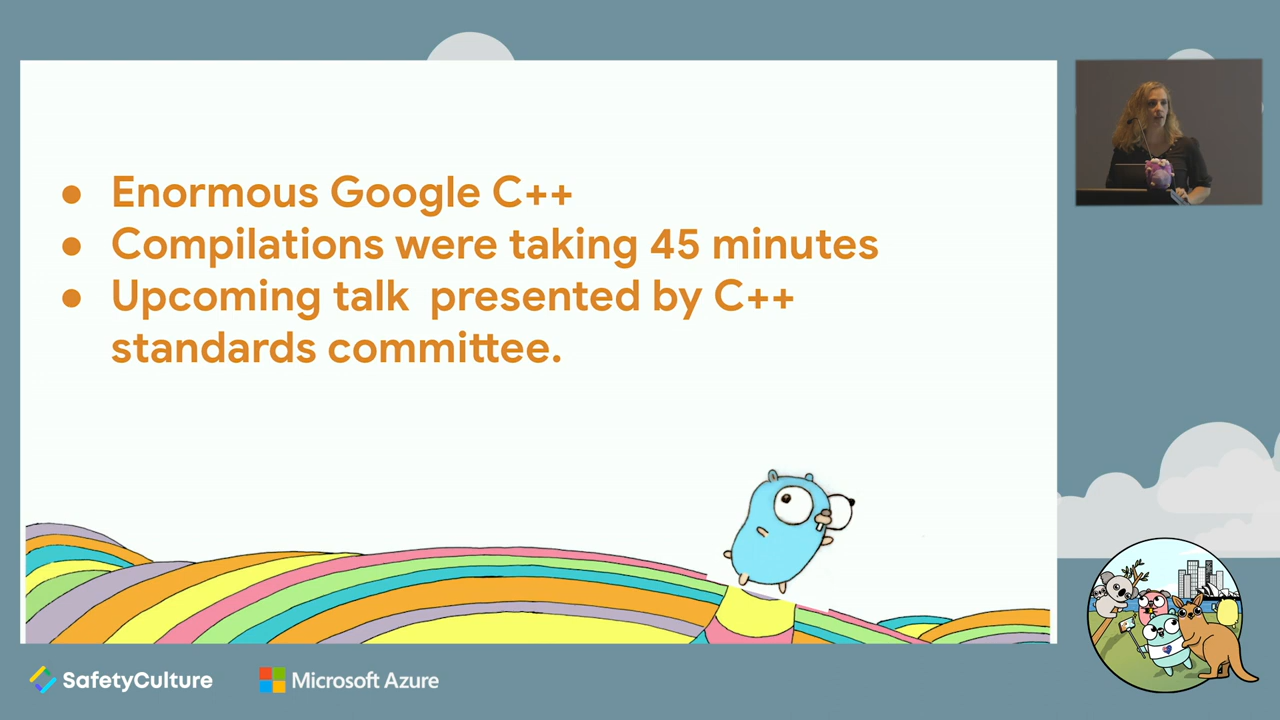 ● Enormous Google C++
● Compilations were taking 45 minutes
● Upcoming talk  presented by C++
standards committee.
SafetyCulture
Microsoft Azure